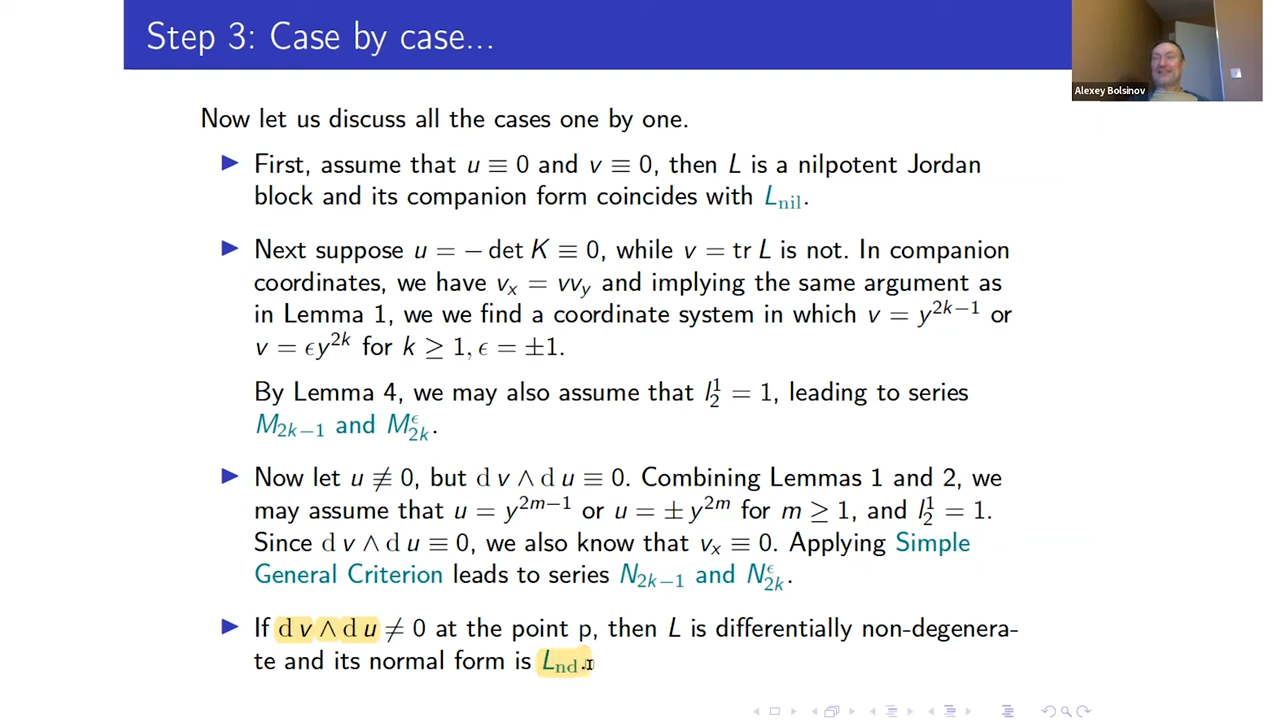 Step 3: Case by case...
Alexey Bolsinov
Now let us discuss all the cases one by one.
First, assume that u ≡ 0 and v ≡ 0, then L is a nilpotent Jordan
block and its companion form coincides with L_nil.
Next suppose u = − det K ≡ 0, while v = tr L is not. In companion
coordinates, we have v_x = vv_y and implying the same argument as
in Lemma 1, we we find a coordinate system in which v = y^{2k−1} or
v = ϵy^{2k} for k ≥ 1, ϵ = ±1.
By Lemma 4, we may also assume that l^1_2 = 1, leading to series
M_{2k−1} and M^ϵ_{2k}.
Now let u ≢ 0, but d v ∧ d u ≡ 0. Combining Lemmas 1 and 2, we
may assume that u = y^{2m−1} or u = ± y^{2m} for m ≥ 1, and l^1_2 = 1.
Since d v ∧ d u ≡ 0, we also know that v_x ≡ 0. Applying Simple
General Criterion leads to series N_{2k−1} and N^ϵ_{2k}.
If d v ∧ d u ≠ 0 at the point p, then L is differentially non-degenera-
te and its normal form is L_nd.